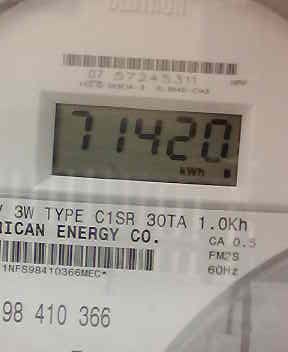 07 57245311
71420
kWh
V 3W TYPE C1SR 30TA 1.0Kh
RICAN ENERGY CO. CA 0.5
FM2S
60Hz
1NFS98410366MEC*
98 410 366